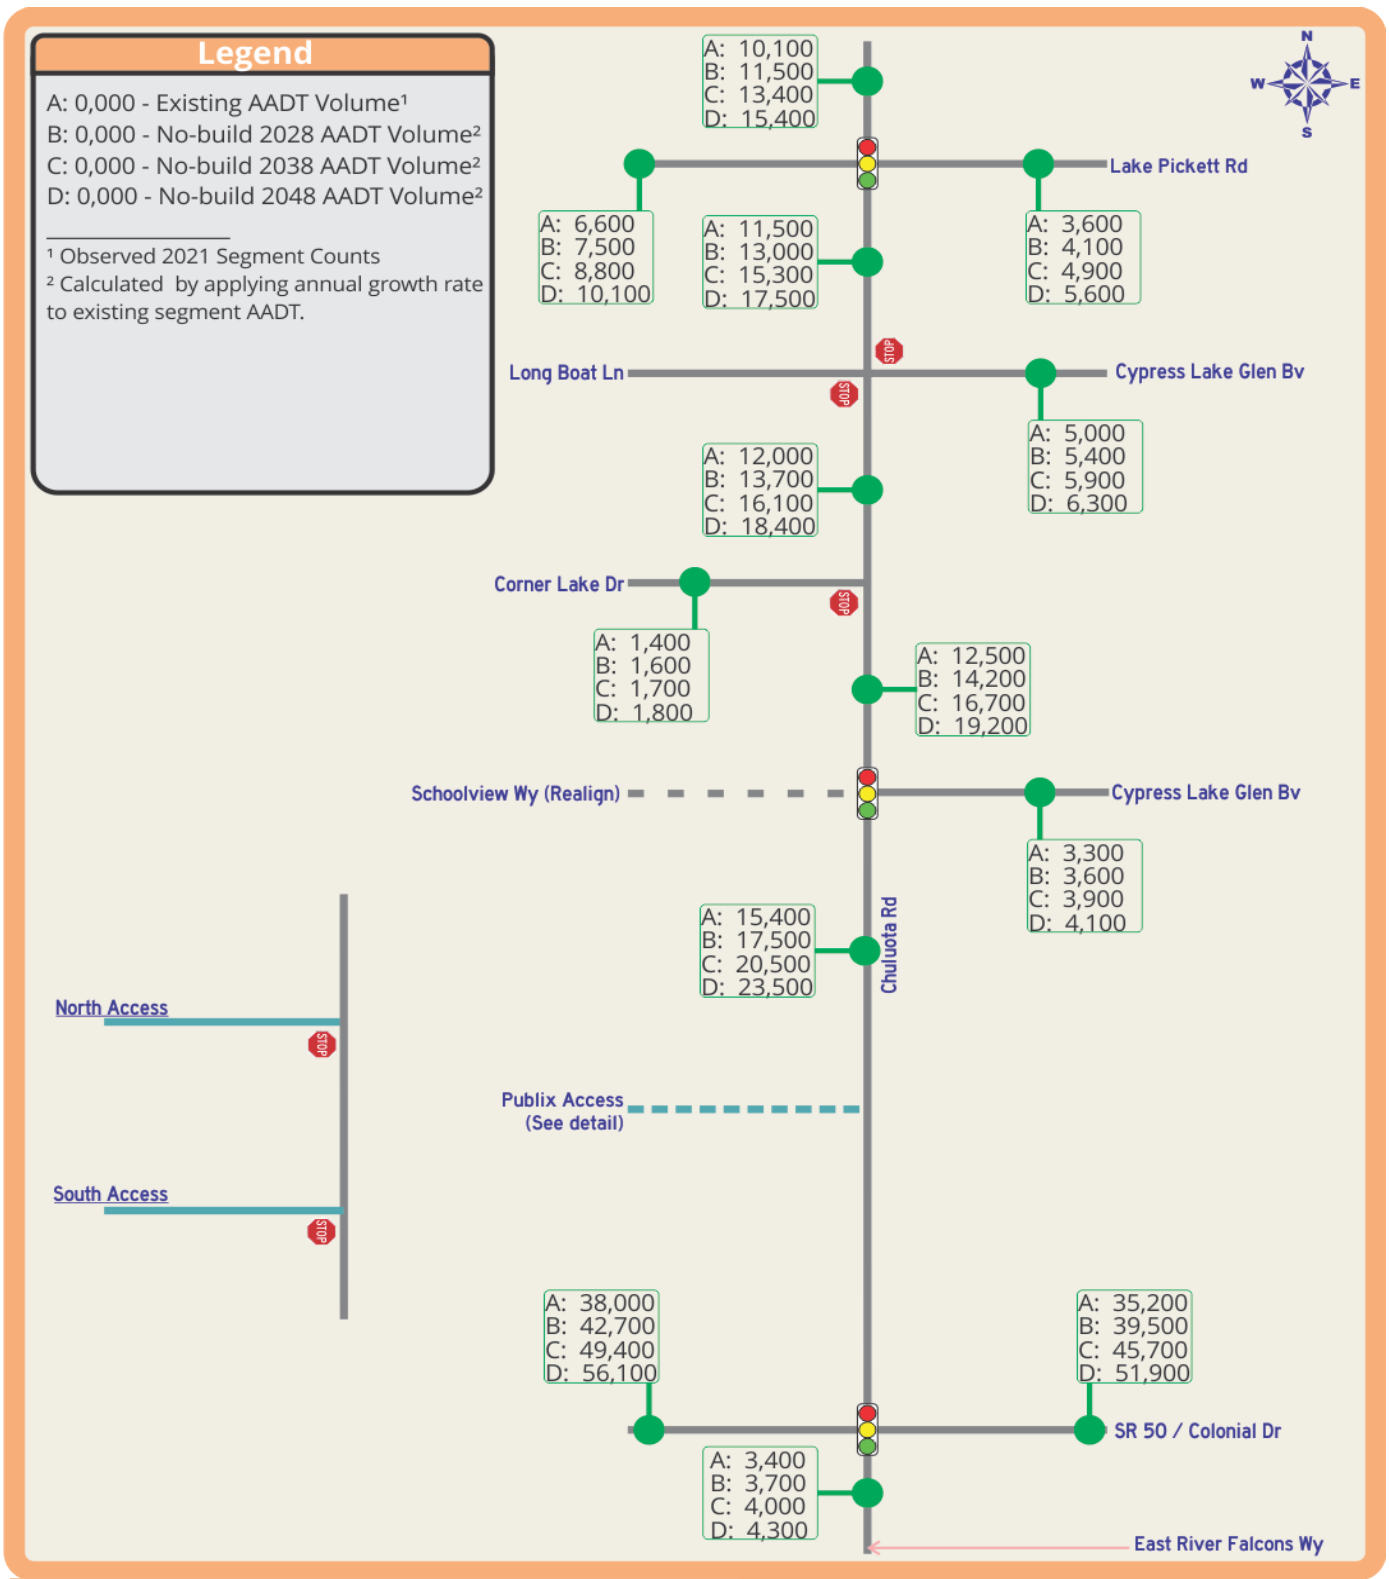 Legend
A: 0,000 - Existing AADT Volume¹
B: 0,000 - No-build 2028 AADT Volume²
C: 0,000 - No-build 2038 AADT Volume²
D: 0,000 - No-build 2048 AADT Volume²
¹ Observed 2021 Segment Counts
² Calculated by applying annual growth rate
to existing segment AADT.
N
W
E
S
A: 10,100
B: 11,500
C: 13,400
D: 15,400
Lake Pickett Rd
A: 6,600
B: 7,500
C: 8,800
D: 10,100
A: 11,500
B: 13,000
C: 15,300
D: 17,500
A: 3,600
B: 4,100
C: 4,900
D: 5,600
STOP
Long Boat Ln
Cypress Lake Glen Bv
STOP
A: 5,000
B: 5,400
C: 5,900
D: 6,300
A: 12,000
B: 13,700
C: 16,100
D: 18,400
Corner Lake Dr
STOP
A: 1,400
B: 1,600
C: 1,700
D: 1,800
A: 12,500
B: 14,200
C: 16,700
D: 19,200
Schoolview Wy (Realign)
Cypress Lake Glen Bv
A: 3,300
B: 3,600
C: 3,900
D: 4,100
A: 15,400
B: 17,500
C: 20,500
D: 23,500
Chuluota Rd
North Access
STOP
Publix Access
(See detail)
South Access
STOP
A: 38,000
B: 42,700
C: 49,400
D: 56,100
A: 35,200
B: 39,500
C: 45,700
D: 51,900
SR 50 / Colonial Dr
A: 3,400
B: 3,700
C: 4,000
D: 4,300
East River Falcons Wy